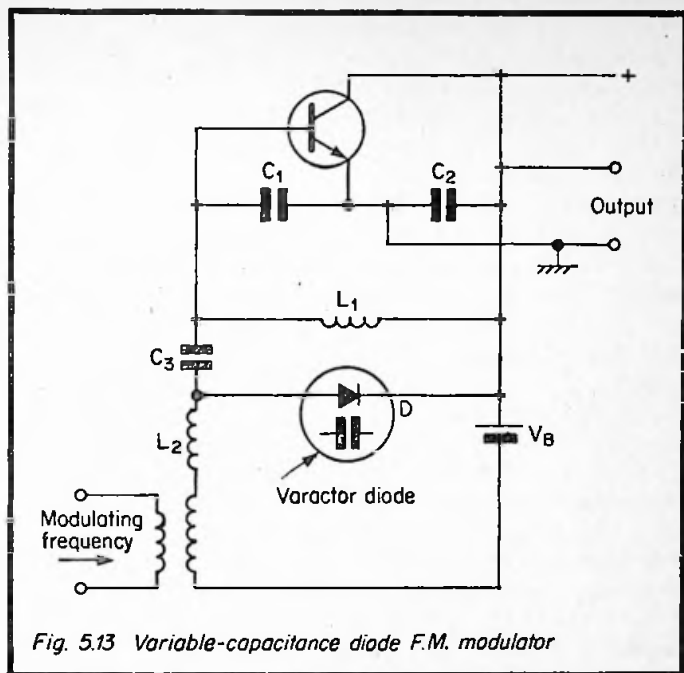 +
C1
C2
Output
L1
C3
D
L2
VB
Varactor diode
Modulating
frequency
Fig. 5.13 Variable-capacitance diode F.M. modulator